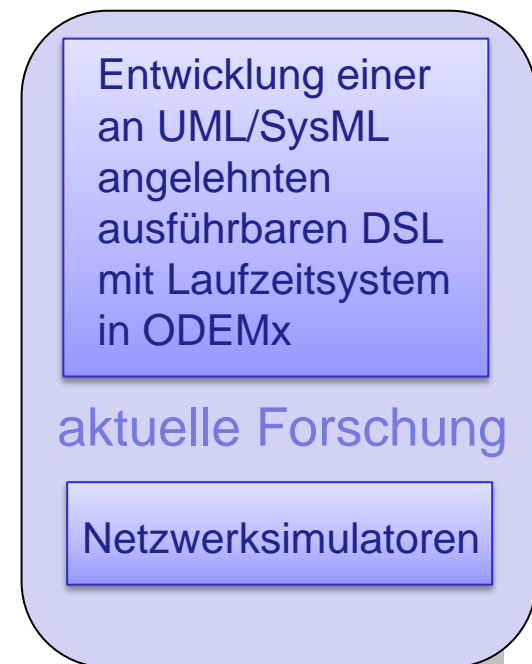 Entwicklung einer
an UML/SysML
angelehnten
ausführbaren DSL
mit Laufzeitsystem
in ODEMx
aktuelle Forschung
Netzwerksimulatoren